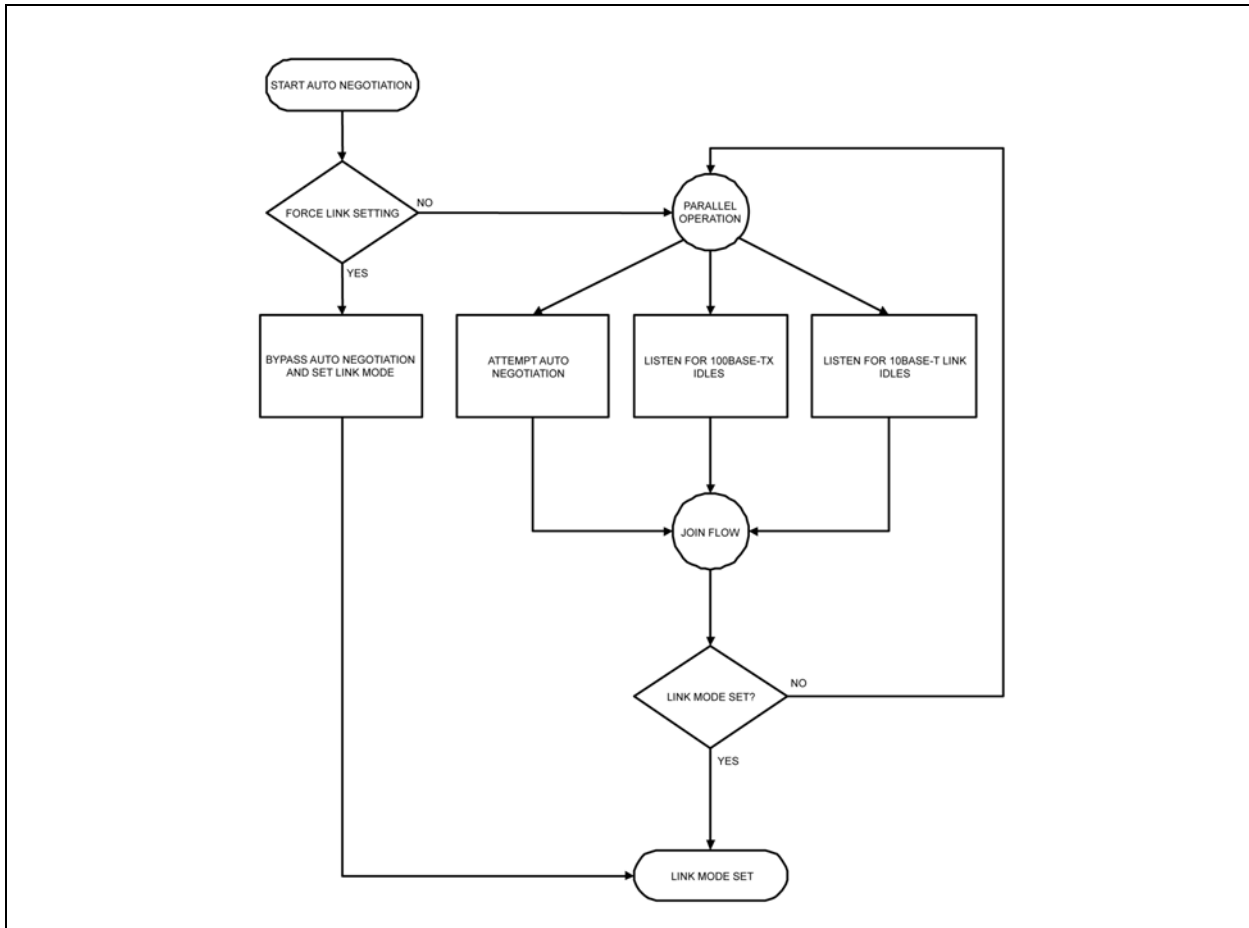 START AUTO NEGOTIATION
FORCE LINK SETTING
NO
PARALLEL
OPERATION
YES
BYPASS AUTO NEGOTIATION
AND SET LINK MODE
ATTEMPT AUTO
NEGOTIATION
LISTEN FOR 100BASE-TX
IDLES
LISTEN FOR 10BASE-T LINK
IDLES
JOIN FLOW
LINK MODE SET?
NO
YES
LINK MODE SET